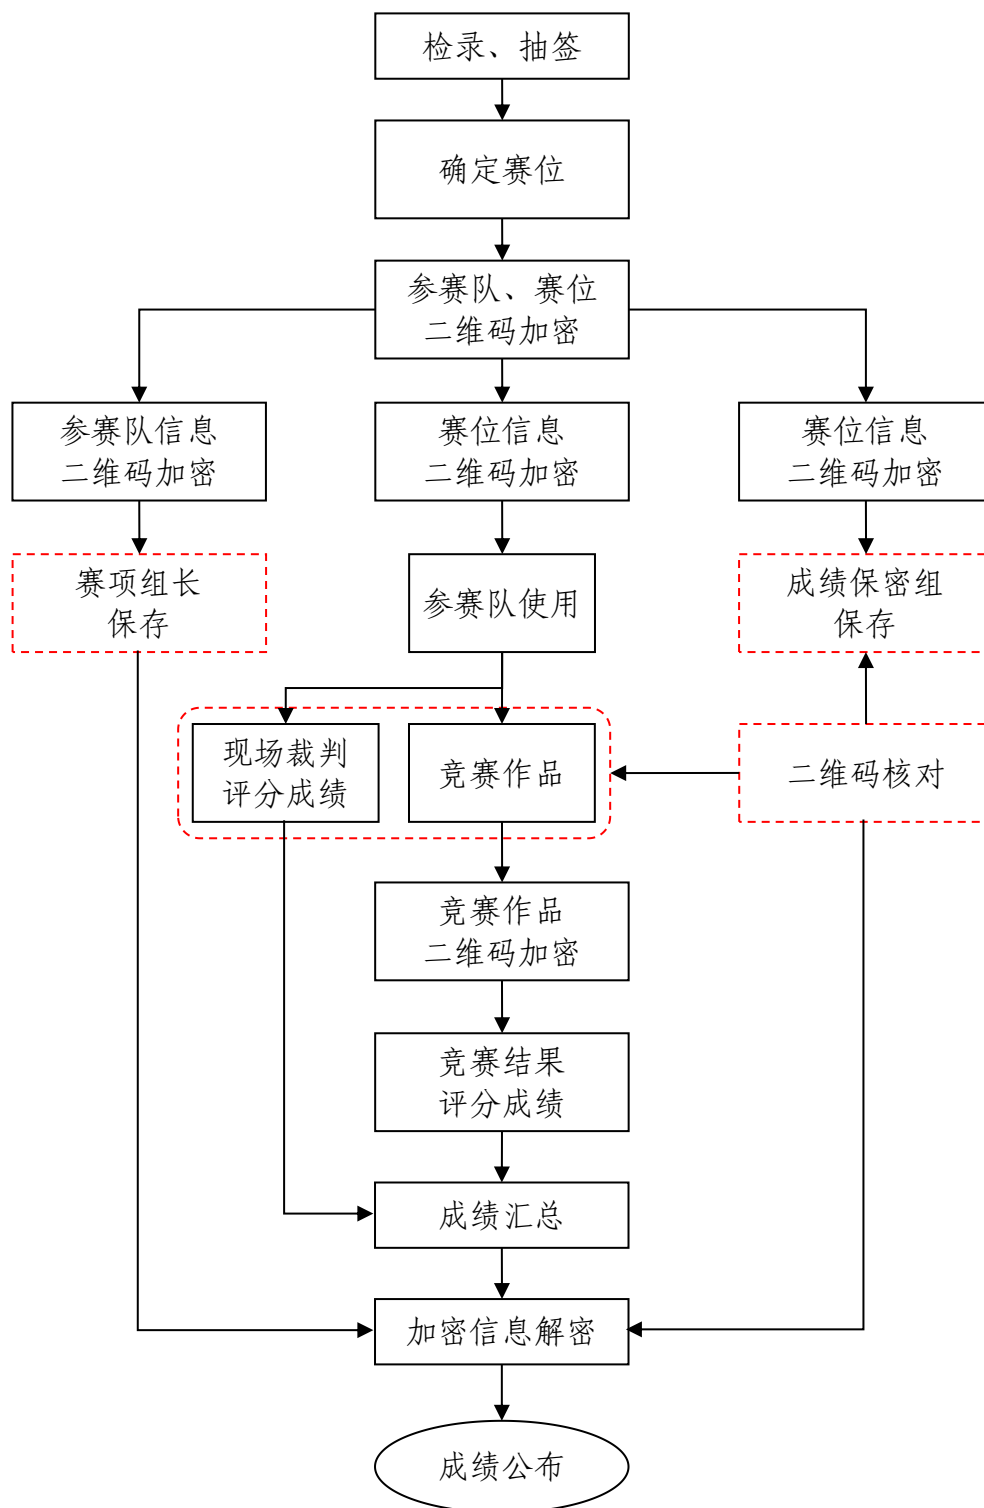 检录、抽签
确定赛位
参赛队、赛位
二维码加密
参赛队信息
二维码加密
赛位信息
二维码加密
赛位信息
二维码加密
赛项组长
保存
参赛队使用
成绩保密组
保存
现场裁判
评分成绩
竞赛作品
二维码核对
竞赛作品
二维码加密
竞赛结果
评分成绩
成绩汇总
加密信息解密
成绩公布